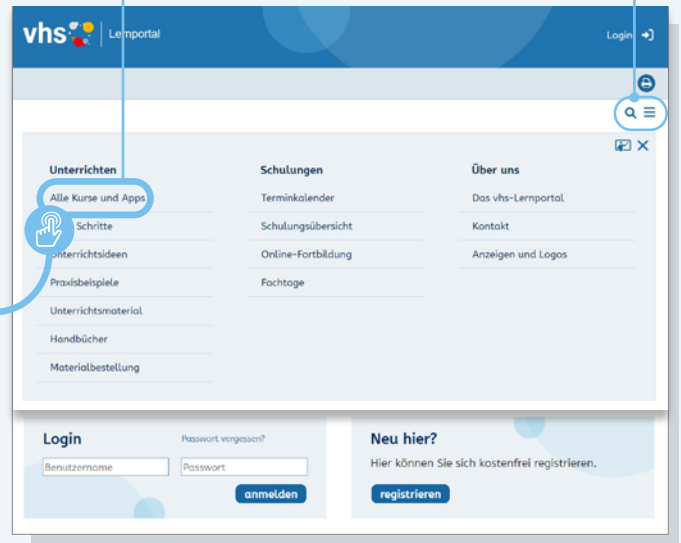 vhs Lernportal
Login
Unterrichten
Alle Kurse und Apps
Schritte
Unterrichtsideen
Praxisbeispiele
Unterrichtsmaterial
Handbücher
Materialbestellung
Schulungen
Terminkalender
Schulungsübersicht
Online-Fortbildung
Fachtage
Über uns
Das vhs-Lernportal
Kontakt
Anzeigen und Logos
Login
Passwort vergessen?
Benutzername
Passwort
anmelden
Neu hier?
Hier können Sie sich kostenfrei registrieren.
registrieren